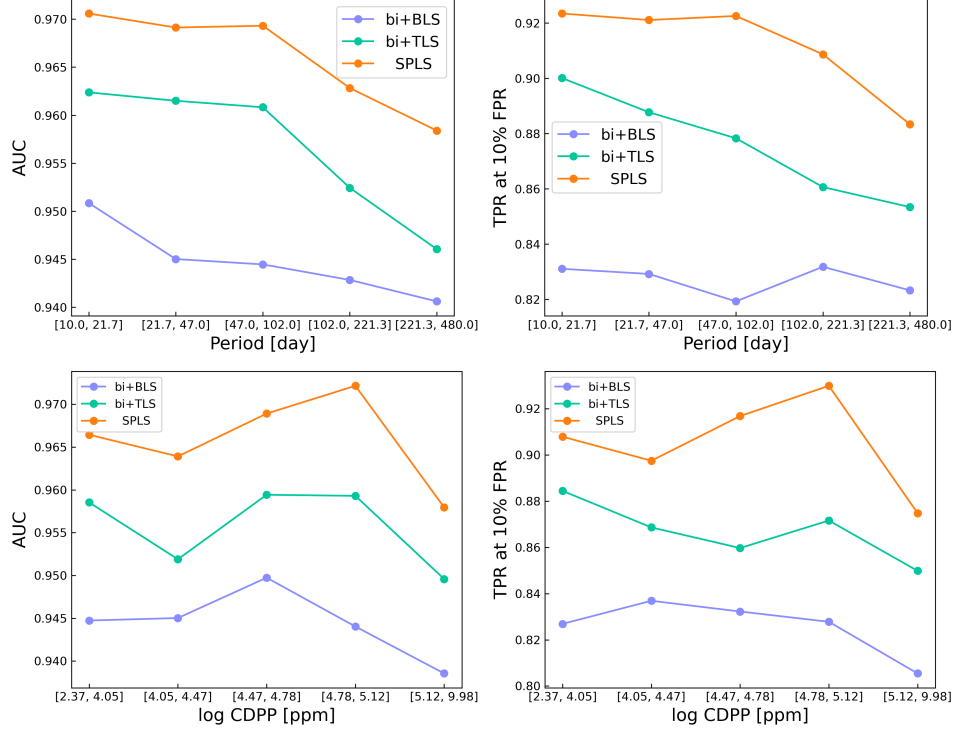 0.970
0.965
0.960
0.955
0.950
0.945
0.940
AUC
bi+BLS
bi+TLS
SPLS
[10.0, 21.7]
[21.7, 47.0]
[47.0, 102.0]
[102.0, 221.3]
[221.3, 480.0]
Period [day]
0.92
0.90
0.88
0.86
0.84
0.82
TPR at 10% FPR
bi+BLS
bi+TLS
SPLS
[10.0, 21.7]
[21.7, 47.0]
[47.0, 102.0]
[102.0, 221.3]
[221.3, 480.0]
Period [day]
0.970
0.965
0.960
0.955
0.950
0.945
0.940
AUC
bi+BLS
bi+TLS
SPLS
[2.37, 4.05]
[4.05, 4.47]
[4.47, 4.78]
[4.78, 5.12]
[5.12, 9.98]
log CDPP [ppm]
0.92
0.90
0.88
0.86
0.84
0.82
0.80
TPR at 10% FPR
bi+BLS
bi+TLS
SPLS
[2.37, 4.05]
[4.05, 4.47]
[4.47, 4.78]
[4.78, 5.12]
[5.12, 9.98]
log CDPP [ppm]